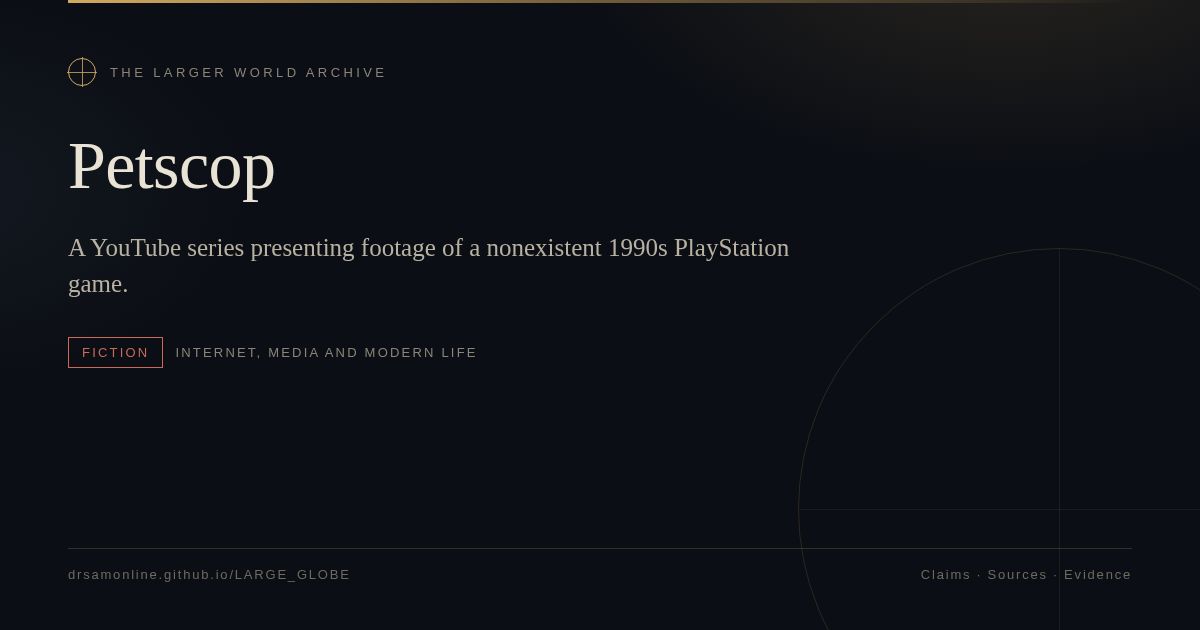 THE LARGER WORLD ARCHIVE
Petscop
A YouTube series presenting footage of a nonexistent 1990s PlayStation
game.
FICTION INTERNET, MEDIA AND MODERN LIFE
drsamonline.github.io/LARGE_GLOBE Claims · Sources · Evidence